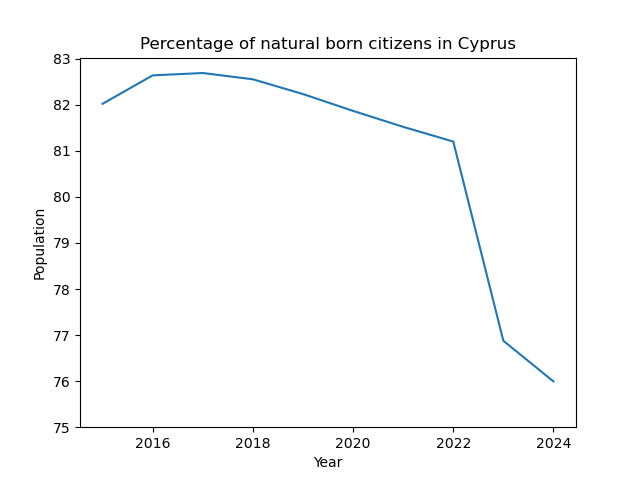 Percentage of natural born citizens in Cyprus
83
82
81
80
79
78
77
76
75
Population
2016 2018 2020 2022 2024
Year